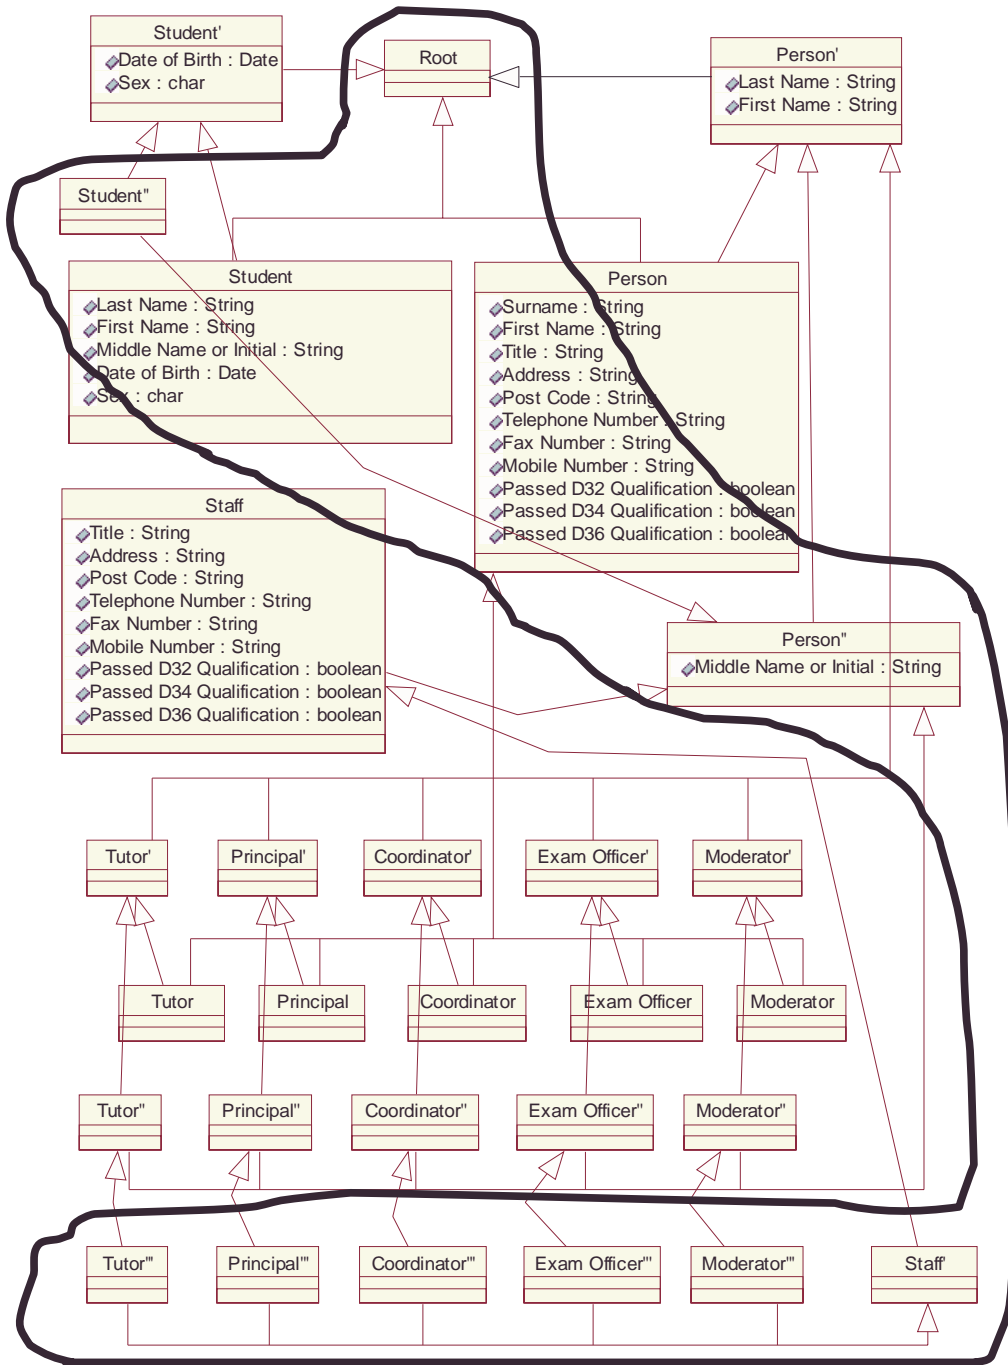 Student'
Date of Birth : Date
Sex : char
Root
Person'
Last Name : String
First Name : String
Student"
Student
Last Name : String
First Name : String
Middle Name or Initial : String
Date of Birth : Date
Sex : char
Person
Surname : String
First Name : String
Title : String
Address : String
Post Code : String
Telephone Number : String
Fax Number : String
Mobile Number : String
Passed D32 Qualification : boolean
Passed D34 Qualification : boolean
Passed D36 Qualification : boolean
Staff
Title : String
Address : String
Post Code : String
Telephone Number : String
Fax Number : String
Mobile Number : String
Passed D32 Qualification : boolean
Passed D34 Qualification : boolean
Passed D36 Qualification : boolean
Person"
Middle Name or Initial : String
Tutor'
Principal'
Coordinator'
Exam Officer'
Moderator'
Tutor
Principal
Coordinator
Exam Officer
Moderator
Tutor"
Principal"
Coordinator"
Exam Officer"
Moderator"
Tutor"'
Principal"'
Coordinator"'
Exam Officer"'
Moderator"'
Staff'